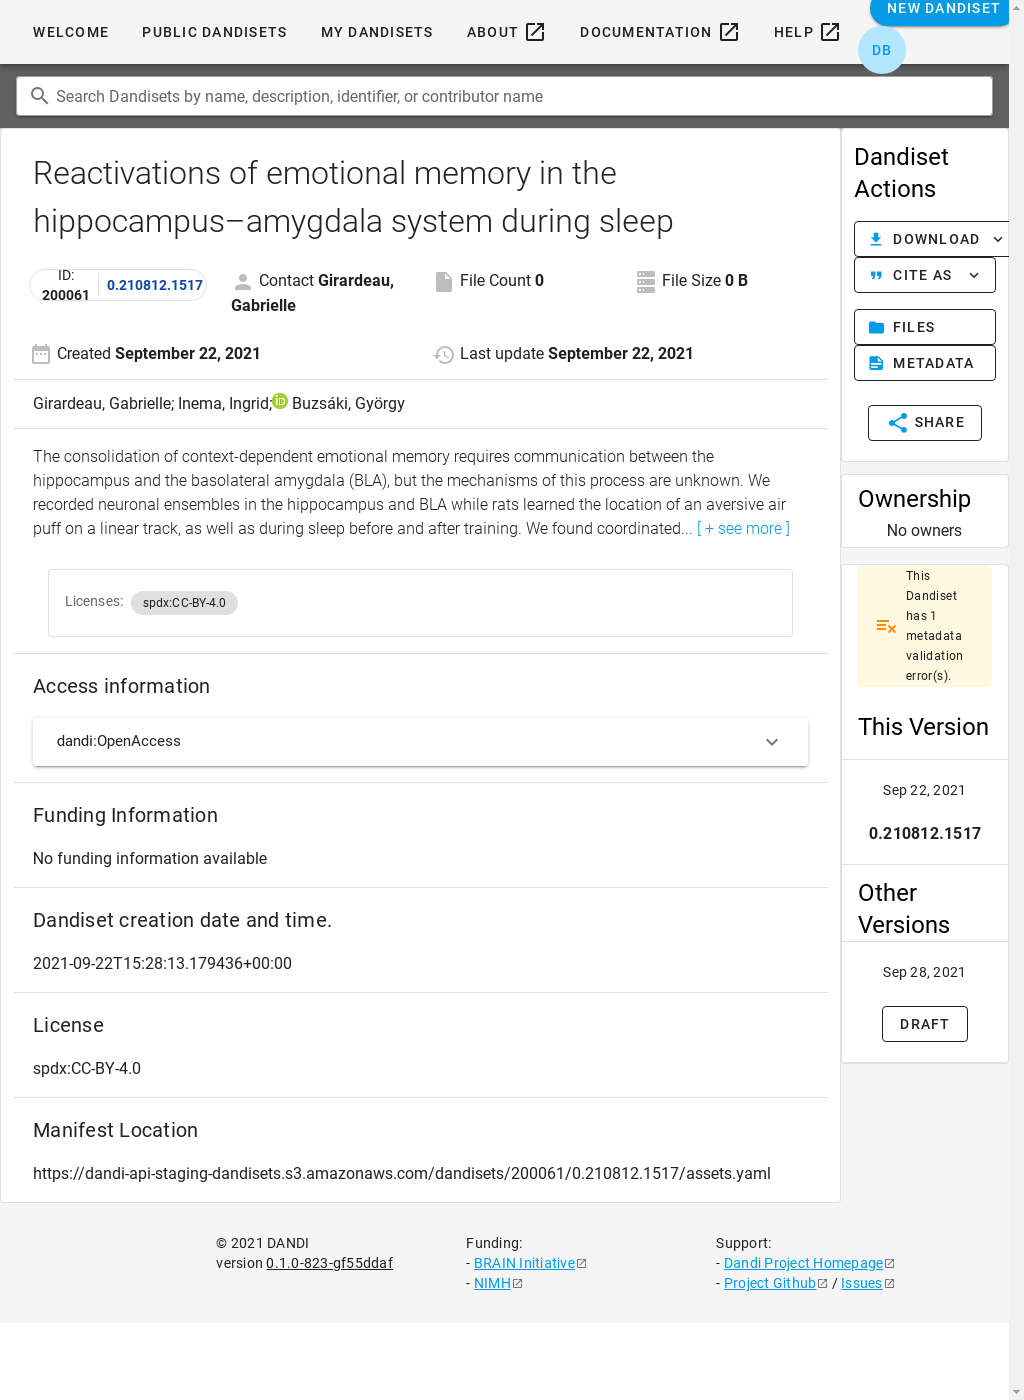 WELCOME PUBLIC DANDISETS MY DANDISETS ABOUT DOCUMENTATION HELP NEW DANDISET
DB
Search Dandisets by name, description, identifier, or contributor name
Reactivations of emotional memory in the
hippocampus–amygdala system during sleep
ID:
200061 0.210812.1517
Contact Girardeau,
Gabrielle
File Count 0
File Size 0 B
Created September 22, 2021
Last update September 22, 2021
Girardeau, Gabrielle; Inema, Ingrid; iD Buzsáki, György
The consolidation of context-dependent emotional memory requires communication between the
hippocampus and the basolateral amygdala (BLA), but the mechanisms of this process are unknown. We
recorded neuronal ensembles in the hippocampus and BLA while rats learned the location of an aversive air
puff on a linear track, as well as during sleep before and after training. We found coordinated... [ + see more ]
Licenses: spdx:CC-BY-4.0
Access information
dandi:OpenAccess
Funding Information
No funding information available
Dandiset creation date and time.
2021-09-22T15:28:13.179436+00:00
License
spdx:CC-BY-4.0
Manifest Location
https://dandi-api-staging-dandisets.s3.amazonaws.com/dandisets/200061/0.210812.1517/assets.yaml
Dandiset
Actions
DOWNLOAD
CITE AS
FILES
METADATA
SHARE
Ownership
No owners
This
Dandiset
has 1
metadata
validation
error(s).
This Version
Sep 22, 2021
0.210812.1517
Other
Versions
Sep 28, 2021
DRAFT
© 2021 DANDI
version 0.1.0-823-gf55ddaf
Funding:
- BRAIN Initiative
- NIMH
Support:
- Dandi Project Homepage
- Project Github / Issues